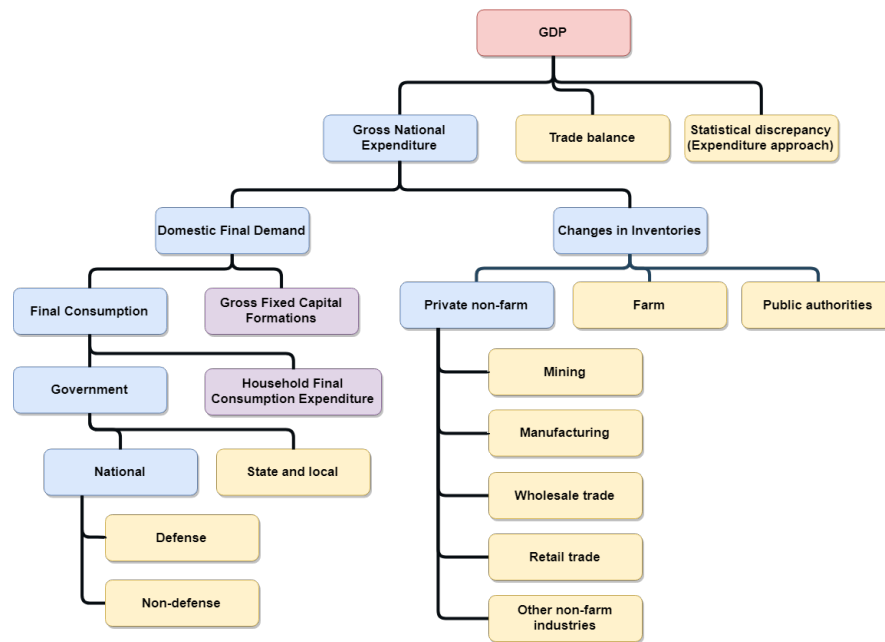 GDP
Gross National
Expenditure
Trade balance
Statistical discrepancy
(Expenditure approach)
Domestic Final Demand
Changes in Inventories
Final Consumption
Gross Fixed Capital
Formations
Private non-farm
Farm
Public authorities
Government
Household Final
Consumption Expenditure
Mining
Manufacturing
National
State and local
Wholesale trade
Defense
Retail trade
Non-defense
Other non-farm
industries